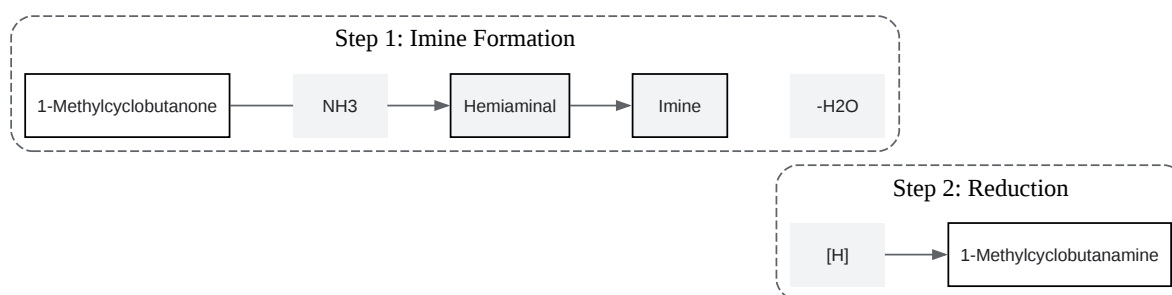 Step 1: Imine Formation
1-Methylcyclobutanone
NH3
Hemiaminal
Imine
-H2O
Step 2: Reduction
[H]
1-Methylcyclobutanamine